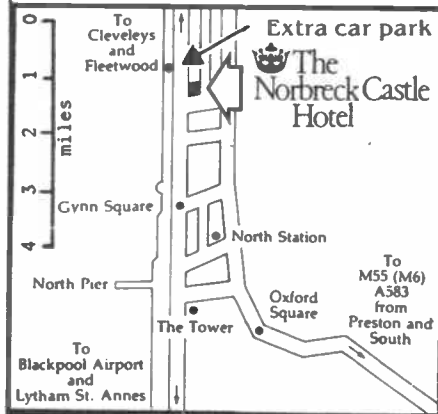 To
Cleveleys
and
Fleetwood
Extra car park
The
Norbreck Castle
Hotel
0
1
2
3
4
miles
Gynn Square
North Station
North Pier
The Tower
Oxford
Square
To
M55 (M6)
A583
from
Preston and
South
To
Blackpool Airport
and
Lytham St. Annes